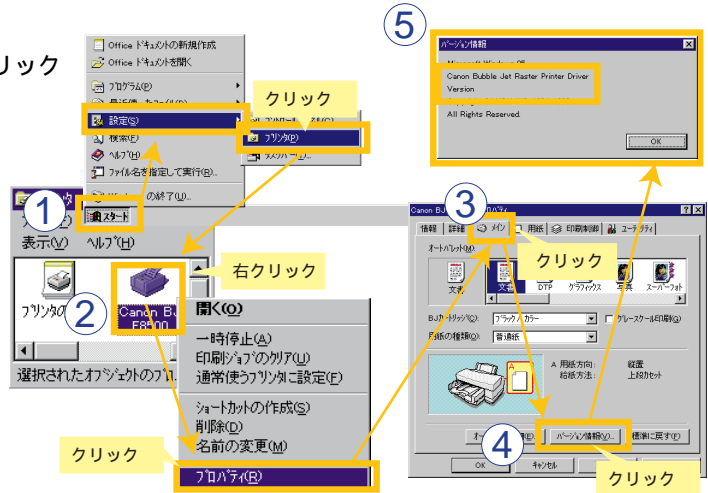 リック
Office ドキュメントの新規作成
Office ドキュメントを開く
プログラム(P)
設定(S)
検索(E)
ヘルプ(H)
ファイル名を指定して実行(R)...
の終了(U)...
スタート
クリック
プリンタ(P)
タスクバー(T)...
①
表示(V) ヘルプ(H)
②
Canon BJ
F8500
選択されたオブジェクトのプロ
右クリック
開く(O)
一時停止(A)
印刷ジョブのクリア(U)
通常使うプリンタに設定(F)
ショートカットの作成(S)
削除(D)
名前の変更(M)
プロパティ(R)
クリック
③
Canon BJ
情報 詳細 メイン 用紙 印刷制御 ユーティリティ
オートパレット(M):
クリック
文書 文書 DTP グラフィックス 写真 スーパーフォト
BJカートリッジ(C): ブラック/カラー グレースケール印刷(G)
用紙の種類(O): 普通紙
A 用紙方向: 縦置
給紙方法: 上段カセット
④
バージョン情報(V)... 標準に戻す(P)
OK キャンセル
クリック
⑤
バージョン情報
Canon Bubble Jet Raster Printer Driver
Version
All Rights Reserved.
OK